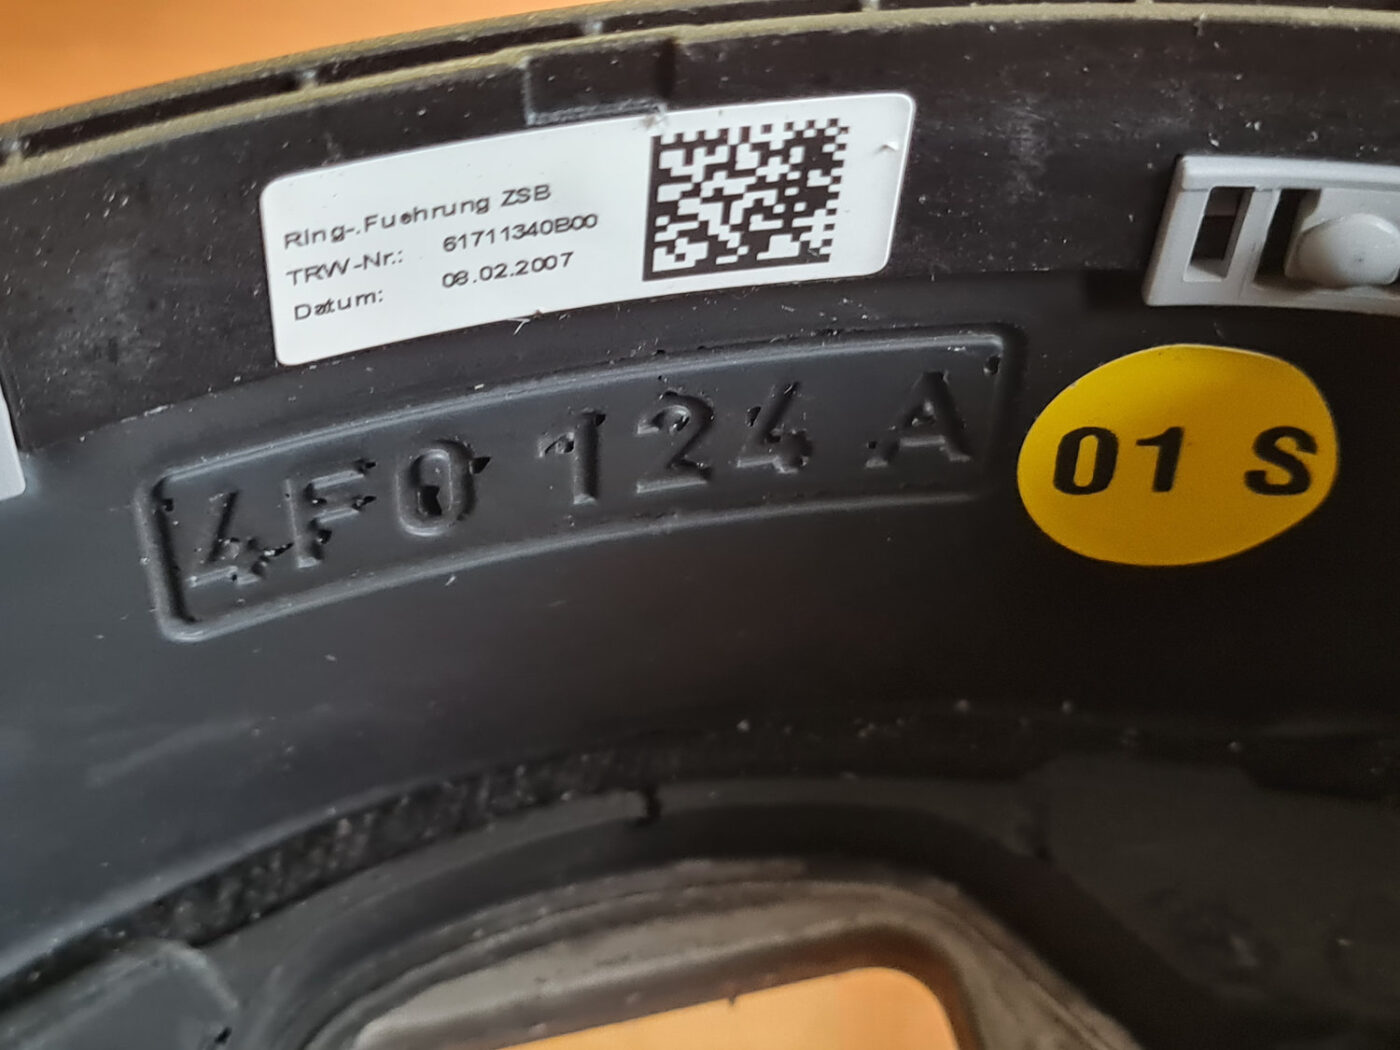 Ring-.Fuehrung ZSB
TRW-Nr.: 61711340B00
Datum: 08.02.2007
4F0 124 A
01 S